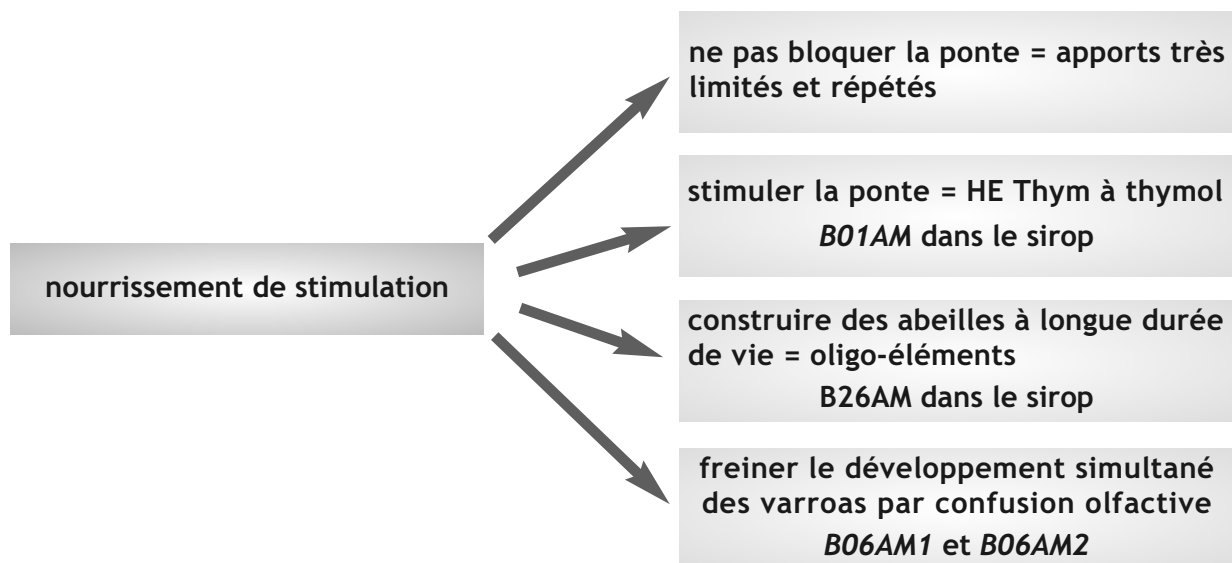 ne pas bloquer la ponte = apports très
limités et répétés
stimuler la ponte = HE Thym à thymol
B01AM dans le sirop
nourrissement de stimulation
construire des abeilles à longue durée
de vie = oligo-éléments
B26AM dans le sirop
freiner le développement simultané
des varroas par confusion olfactive
B06AM1 et B06AM2